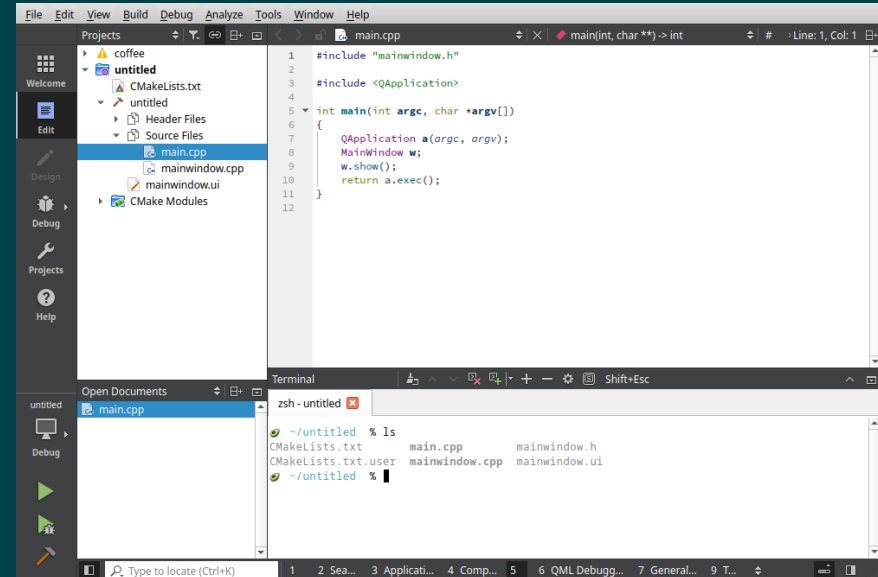 File Edit View Build Debug Analyze Tools Window Help
Projects
main.cpp
main(int, char **) -> int
#
Line: 1, Col: 1
Welcome
Edit
Design
Debug
Projects
Help
coffee
untitled
CMakeLists.txt
untitled
Header Files
Source Files
main.cpp
mainwindow.cpp
mainwindow.ui
CMake Modules
1 #include "mainwindow.h"
2
3 #include <QApplication>
4
5 int main(int argc, char *argv[])
6 {
7 QApplication a(argc, argv);
8 MainWindow w;
9 w.show();
10 return a.exec();
11 }
12
Open Documents
main.cpp
untitled
Debug
Terminal
Shift+Esc
zsh - untitled
~/untitled % ls
CMakeLists.txt main.cpp mainwindow.h
CMakeLists.txt.user mainwindow.cpp mainwindow.ui
~/untitled %
Type to locate (Ctrl+K)
1 2 Sea... 3 Applicati... 4 Comp... 5 6 QML Debugg... 7 General... 9 T...